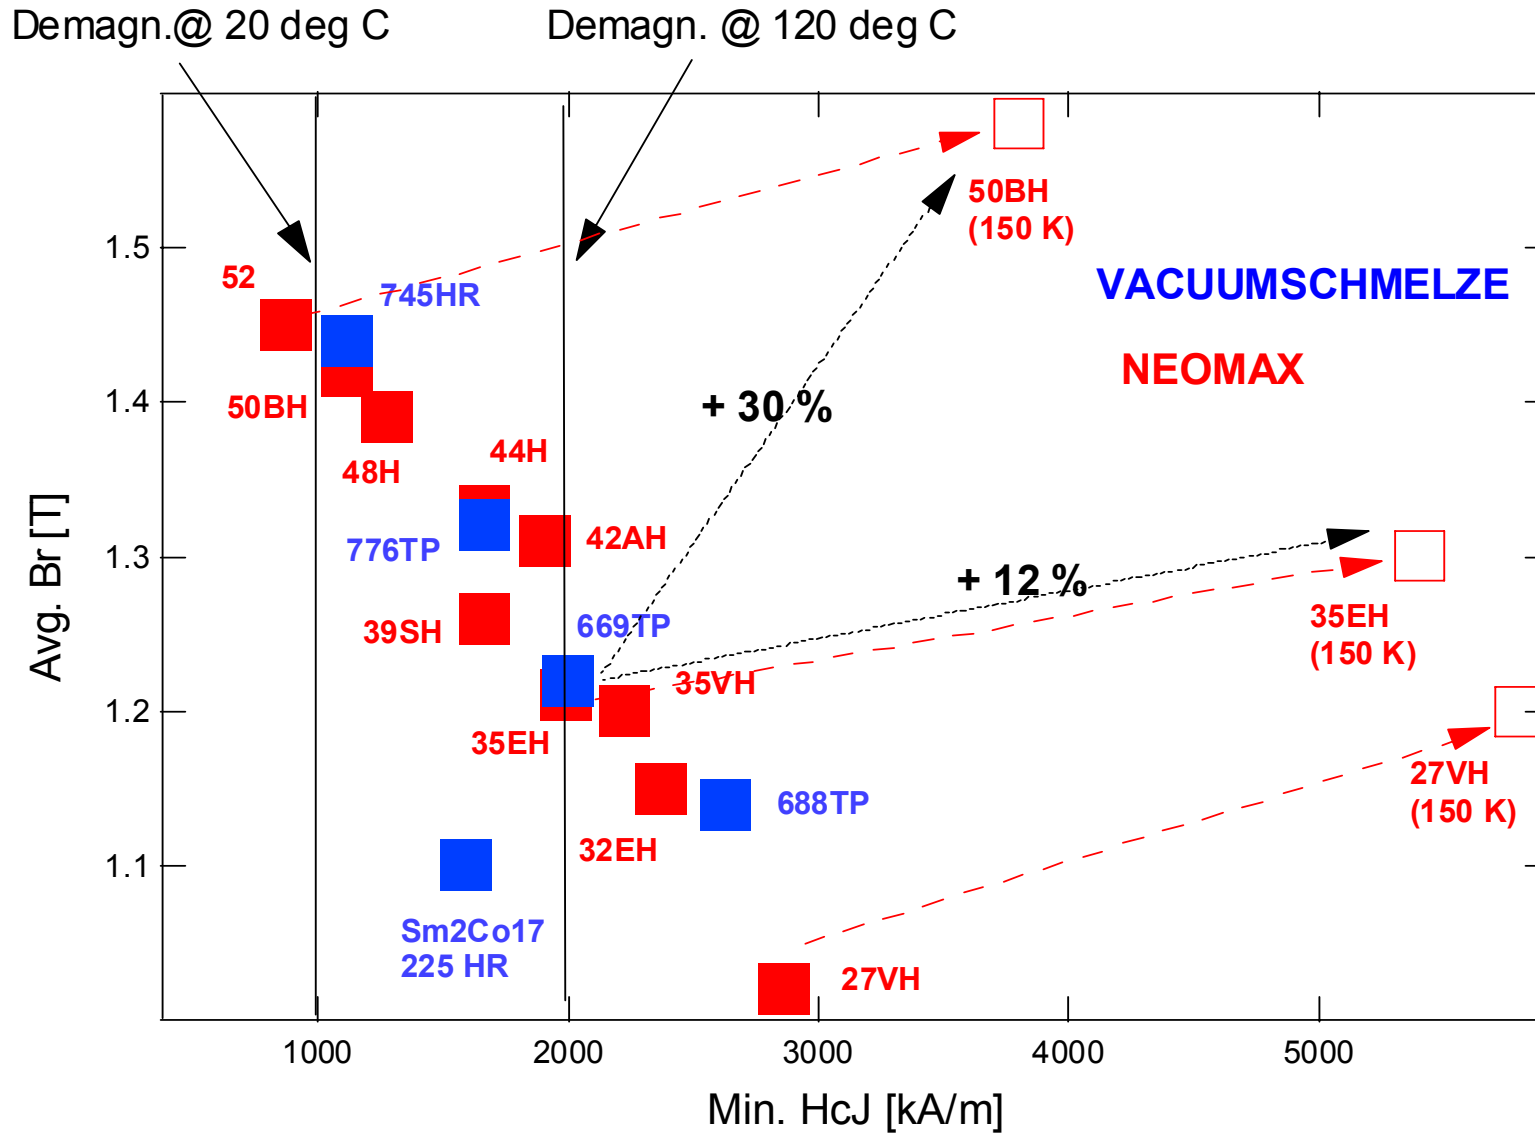 Demagn.@ 20 deg C
Demagn. @ 120 deg C
50BH
(150 K)
1.5
52
745HR
VACUUMSCHMELZE
NEOMAX
1.4
50BH
+ 30 %
48H
44H
Avg. Br [T]
776TP
42AH
1.3
+ 12 %
39SH
669TP
35EH
(150 K)
35VH
1.2
35EH
27VH
(150 K)
688TP
32EH
1.1
Sm2Co17
225 HR
27VH
1000
2000
3000
4000
5000
Min. HcJ [kA/m]